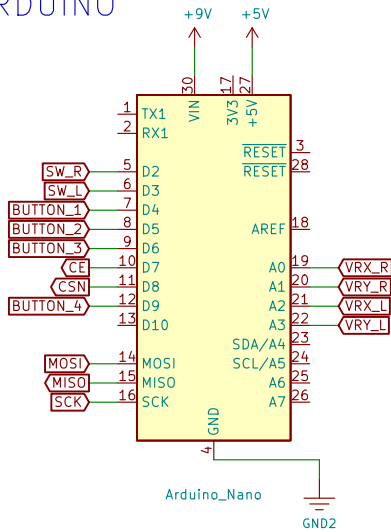 RDUINO
+9V +5V
30 VIN 17 3V3 27 +5V
1 TX1
2 RX1
3 RESET
SW_R 5 D2 RESET 28
SW_L 6 D3
BUTTON_1 7 D4
BUTTON_2 8 D5 AREF 18
BUTTON_3 9 D6
CE 10 D7 A0 19 VRX_R
CSN 11 D8 A1 20 VRY_R
BUTTON_4 12 D9 A2 21 VRX_L
13 D10 A3 22 VRY_L
SDA/A4 23
MOSI 14 MOSI SCL/A5 24
MISO 15 MISO A6 25
SCK 16 SCK A7 26
GND
4
Arduino_Nano
GND2